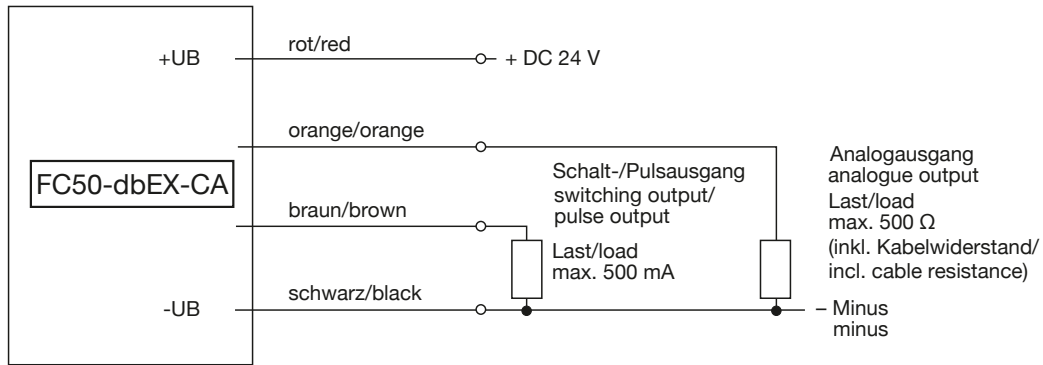 rot/red
+UB
+ DC 24 V
orange/orange
FC50-dbEX-CA
Schalt-/Pulsausgang
switching output/
pulse output
Analogausgang
analogue output
Last/load
max. 500 Ω
(inkl. Kabelwiderstand/
incl. cable resistance)
braun/brown
Last/load
max. 500 mA
schwarz/black
-UB
– Minus
minus